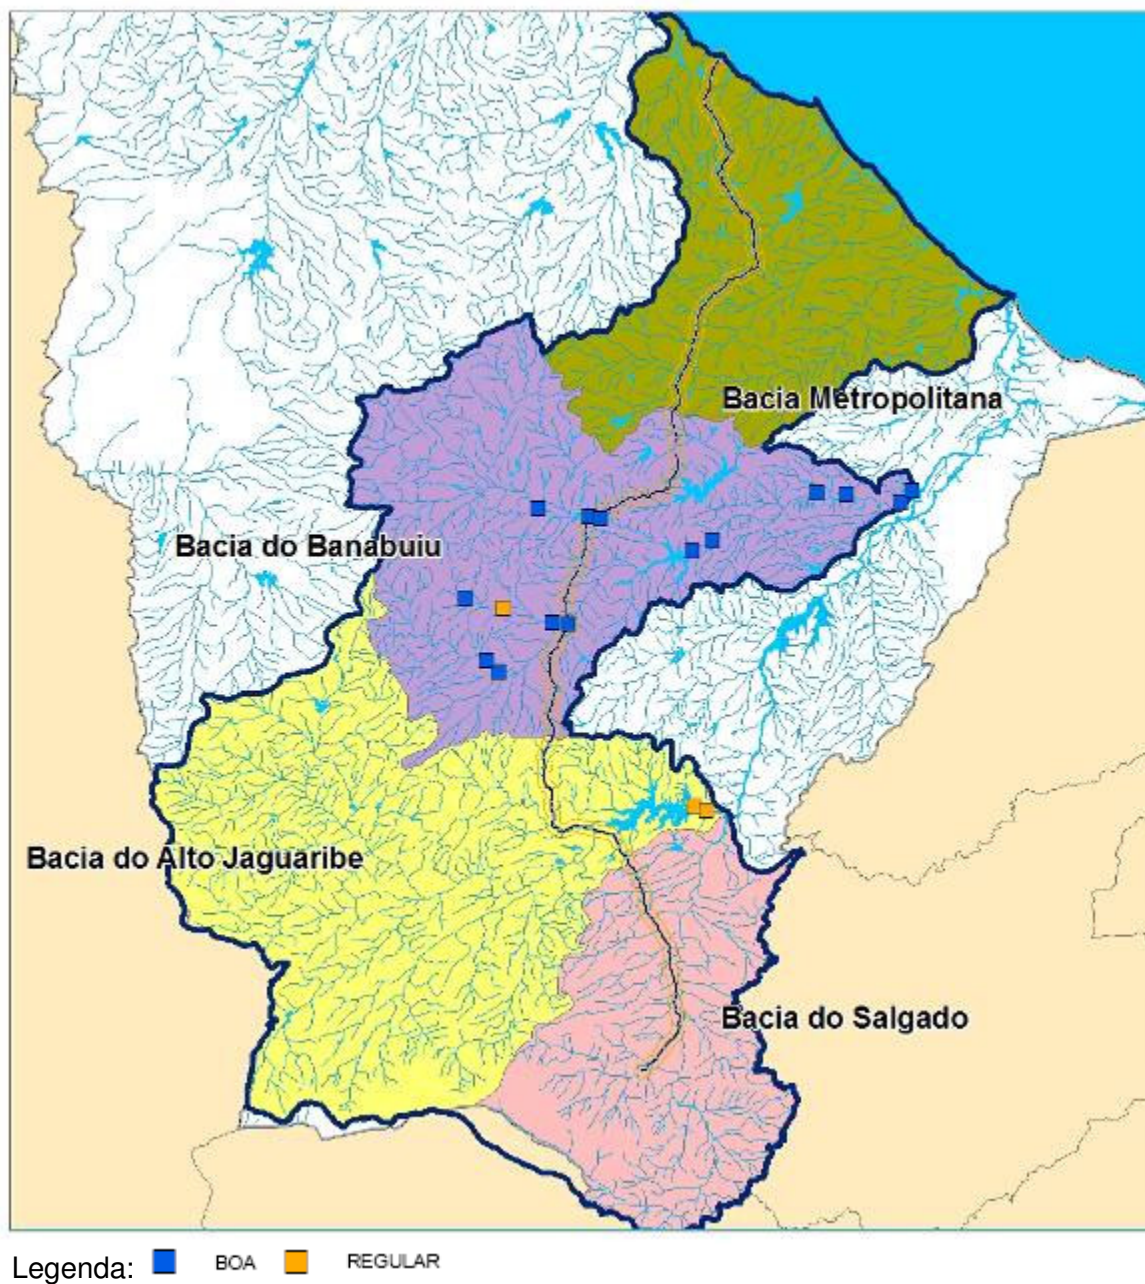 Bacia Metropolitana
Bacia do Banabuiu
Bacia do Alto Jaguaribe
Bacia do Salgado
Legenda: BOA REGULAR